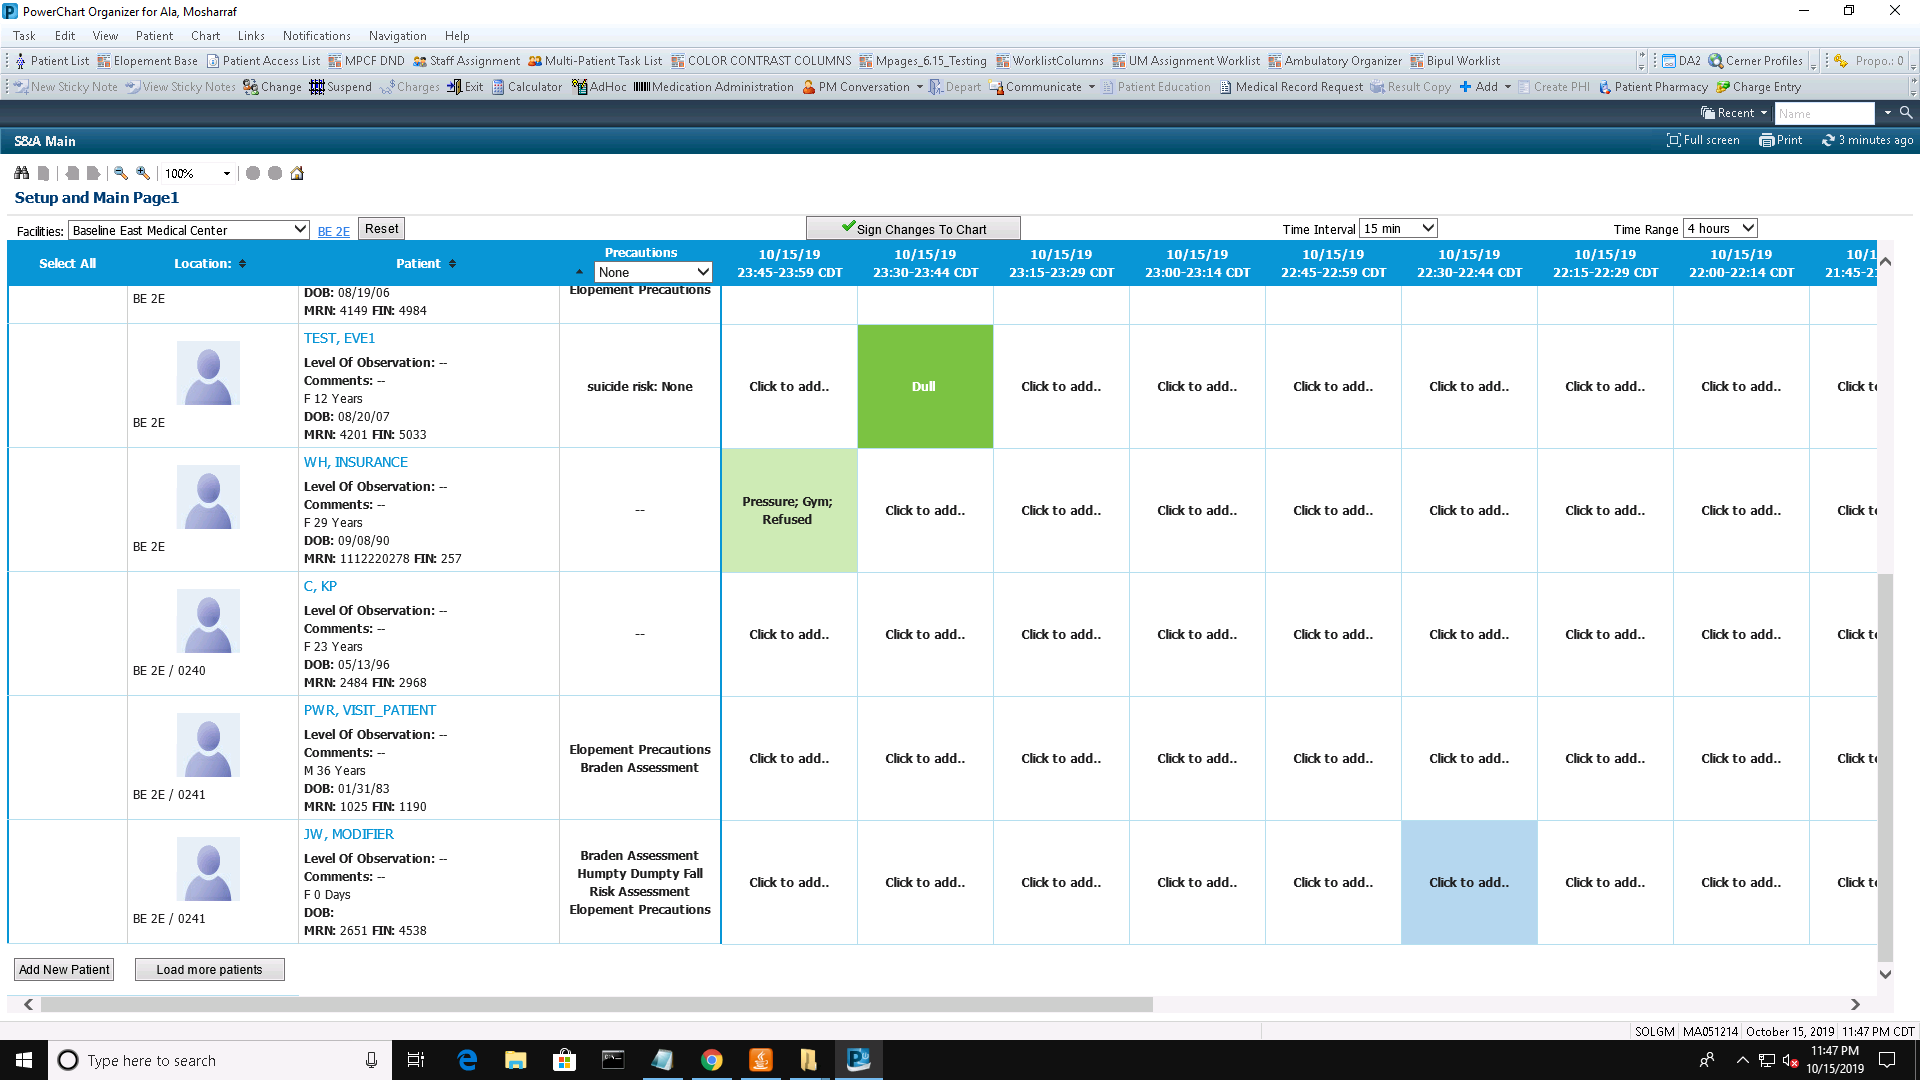 PowerChart Organizer for Ala, Mosharraf
Task Edit View Patient Chart Links Notifications Navigation Help
Patient List Elopement Base Patient Access List MPCF DND Staff Assignment Multi-Patient Task List COLOR CONTRAST COLUMNS Mpages_6.15_Testing WorklistColumns UM Assignment Worklist Ambulatory Organizer Bipul Worklist DA2 Cerner Profiles Propo.: 0
New Sticky Note View Sticky Notes Change Suspend Charges Exit Calculator AdHoc Medication Administration PM Conversation Depart Communicate Patient Education Medical Record Request Result Copy Add Create PHI Patient Pharmacy Charge Entry
Recent Name
S&A Main Full screen Print 3 minutes ago
100%
Setup and Main Page1
Facilities: Baseline East Medical Center BE 2E Reset Sign Changes To Chart Time Interval 15 min Time Range 4 hours
Select All Location: Patient Precautions None
10/15/19 10/15/19 10/15/19 10/15/19 10/15/19 10/15/19 10/15/19 10/15/19 10/1
23:45-23:59 CDT 23:30-23:44 CDT 23:15-23:29 CDT 23:00-23:14 CDT 22:45-22:59 CDT 22:30-22:44 CDT 22:15-22:29 CDT 22:00-22:14 CDT 21:45-2
BE 2E
DOB: 08/19/06
MRN: 4149 FIN: 4984
Elopement Precautions
BE 2E
TEST, EVE1
Level Of Observation: --
Comments: --
F 12 Years
DOB: 08/20/07
MRN: 4201 FIN: 5033
suicide risk: None
Click to add.. Dull Click to add.. Click to add.. Click to add.. Click to add.. Click to add.. Click to add.. Click t
BE 2E
WH, INSURANCE
Level Of Observation: --
Comments: --
F 29 Years
DOB: 09/08/90
MRN: 1112220278 FIN: 257
--
Pressure; Gym;
Refused
Click to add.. Click to add.. Click to add.. Click to add.. Click to add.. Click to add.. Click to add.. Click t
BE 2E / 0240
C, KP
Level Of Observation: --
Comments: --
F 23 Years
DOB: 05/13/96
MRN: 2484 FIN: 2968
--
Click to add.. Click to add.. Click to add.. Click to add.. Click to add.. Click to add.. Click to add.. Click to add.. Click t
BE 2E / 0241
PWR, VISIT_PATIENT
Level Of Observation: --
Comments: --
M 36 Years
DOB: 01/31/83
MRN: 1025 FIN: 1190
Elopement Precautions
Braden Assessment
Click to add.. Click to add.. Click to add.. Click to add.. Click to add.. Click to add.. Click to add.. Click to add.. Click t
BE 2E / 0241
JW, MODIFIER
Level Of Observation: --
Comments: --
F 0 Days
DOB:
MRN: 2651 FIN: 4538
Braden Assessment
Humpty Dumpty Fall
Risk Assessment
Elopement Precautions
Click to add.. Click to add.. Click to add.. Click to add.. Click to add.. Click to add.. Click to add.. Click to add.. Click t
Add New Patient Load more patients
SOLGM MA051214 October 15, 2019 11:47 PM CDT
Type here to search
11:47 PM
10/15/2019